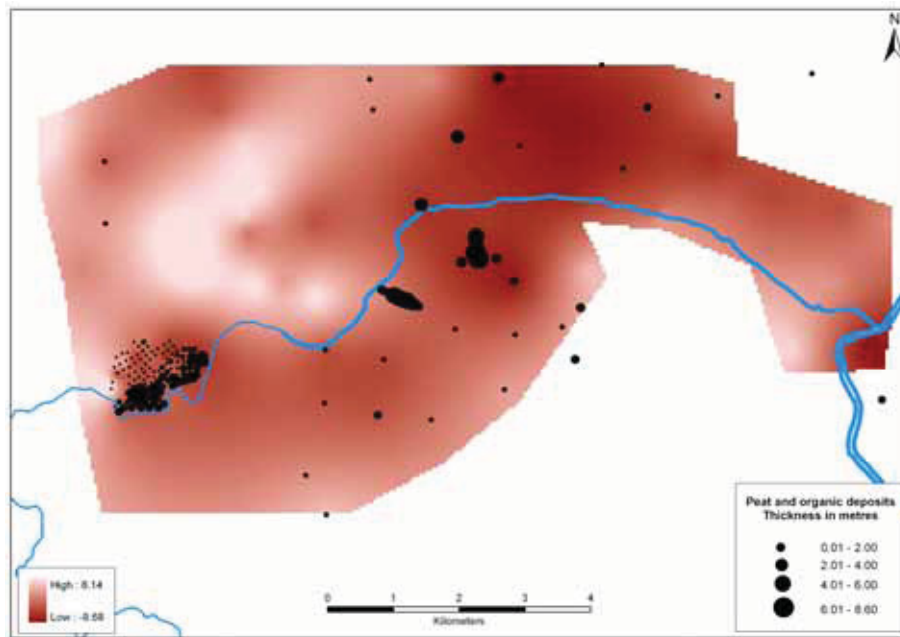 N
Peat and organic deposits
Thickness in metres
0.01 - 2.00
2.01 - 4.00
4.01 - 6.00
6.01 - 8.60
High : 8.14
Low : -8.68
0 1 2 3 4
Kilometers